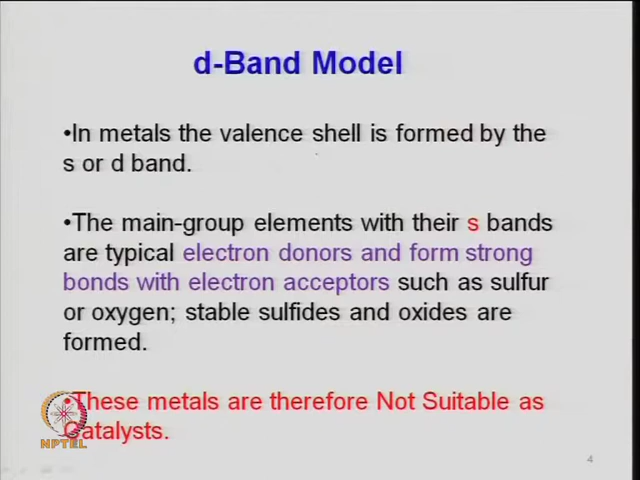 d-Band Model
•In metals the valence shell is formed by the
s or d band.
•The main-group elements with their s bands
are typical electron donors and form strong
bonds with electron acceptors such as sulfur
or oxygen; stable sulfides and oxides are
formed.
•These metals are therefore Not Suitable as
Catalysts.
NPTEL
4